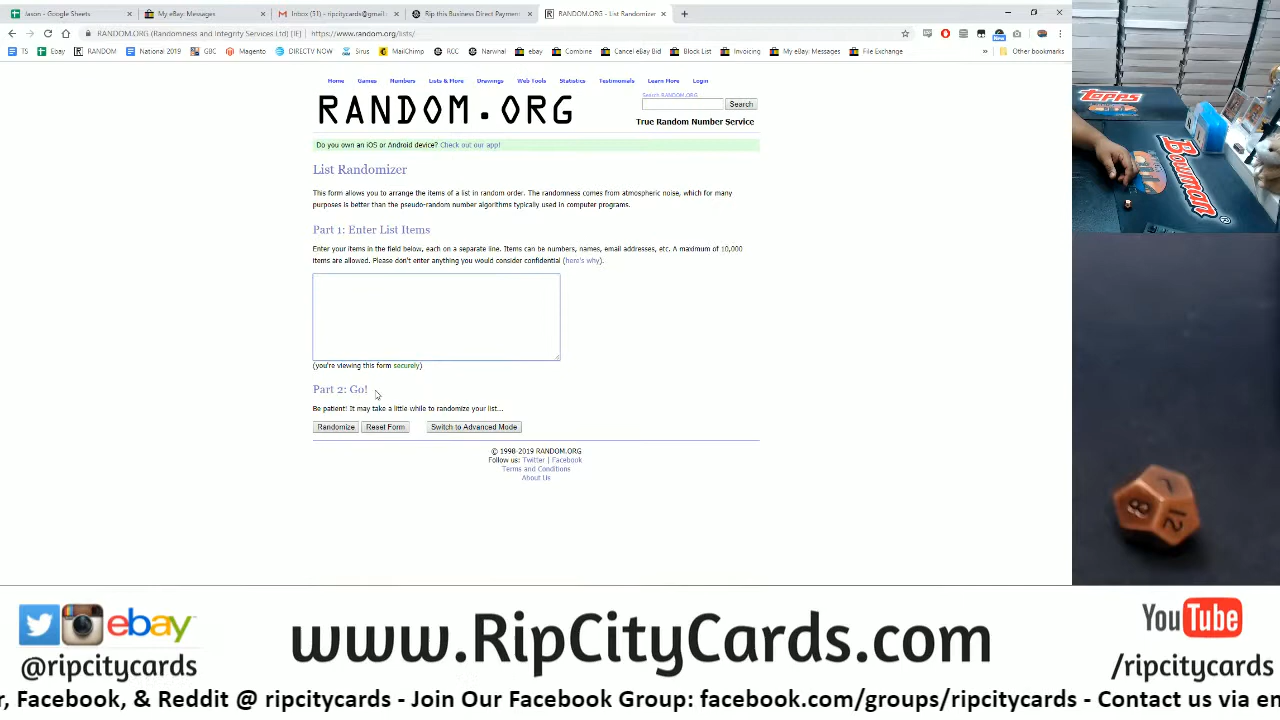 Jason - Google Sheets
My eBay: Messages
Inbox (51) - ripcitycards@gmail.
Rip this Business Direct Payment
RANDOM.ORG - List Randomizer
RANDOM.ORG (Randomness and Integrity Services Ltd) [IE] | https://www.random.org/lists/
TS Ebay RANDOM National 2019 GBC Magento DIRECTV NOW Sirus MailChimp RCC Narwhal ebay Combine Cancel eBay Bid Block List Invoicing My eBay: Messages File Exchange » Other bookmarks
Home Games Numbers Lists & More Drawings Web Tools Statistics Testimonials Learn More Login
Search RANDOM.ORG
RANDOM.ORG
Search
True Random Number Service
Do you own an iOS or Android device? Check out our app!
List Randomizer
This form allows you to arrange the items of a list in random order. The randomness comes from atmospheric noise, which for many
purposes is better than the pseudo-random number algorithms typically used in computer programs.
Part 1: Enter List Items
Enter your items in the field below, each on a separate line. Items can be numbers, names, email addresses, etc. A maximum of 10,000
items are allowed. Please don't enter anything you would consider confidential (here's why).
(you're viewing this form securely)
Part 2: Go!
Be patient! It may take a little while to randomize your list...
Randomize Reset Form Switch to Advanced Mode
© 1998-2019 RANDOM.ORG
Follow us: Twitter | Facebook
Terms and Conditions
About Us
Topps
Bowman
8
12
ebay
@ripcitycards
www.RipCityCards.com
YouTube
/ripcitycards
r, Facebook, & Reddit @ ripcitycards - Join Our Facebook Group: facebook.com/groups/ripcitycards - Contact us via en